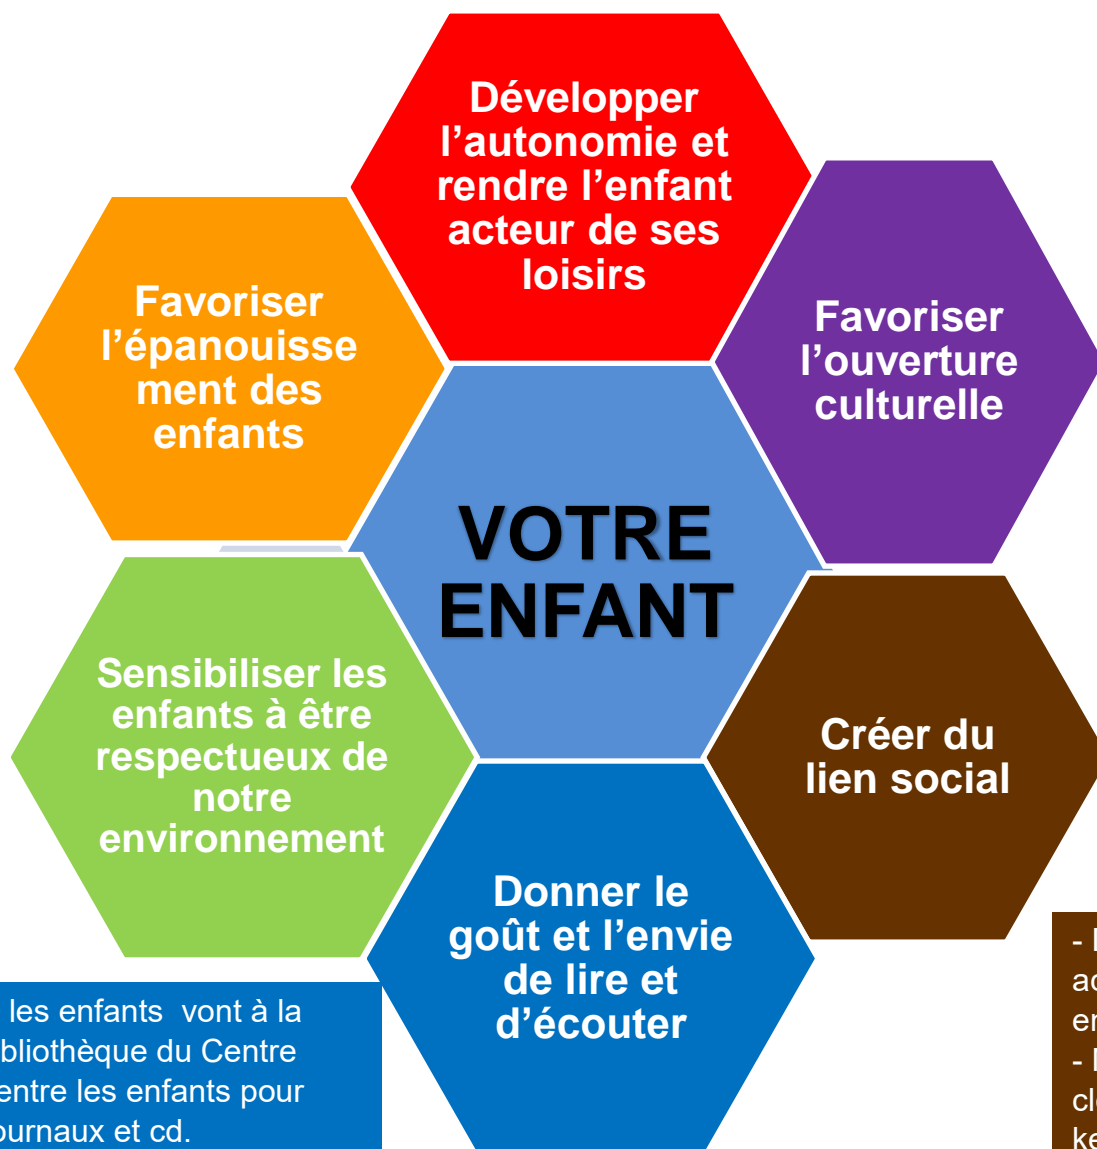 Développer
l’autonomie et
rendre l’enfant
acteur de ses
loisirs
Favoriser
l’épanouisse
ment des
enfants
Favoriser
l’ouverture
culturelle
VOTRE
ENFANT
Sensibiliser les
enfants à être
respectueux de
notre
environnement
Créer du
lien social
Donner le
goût et l’envie
de lire et
d’écouter
les enfants vont à la
bliothèque du Centre
entre les enfants pour
ournaux et cd.
-
-